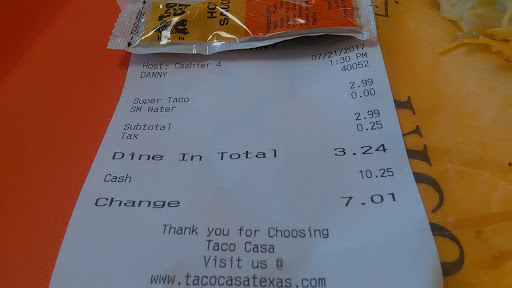 Host: Cashier 4 07/21/2017
DANNY 1:30 PM
40052
Super Taco 2.99
SM Water 0.00
Subtotal 2.99
Tax 0.25
Dine In Total 3.24
Cash 10.25
Change 7.01
Thank you for Choosing
Taco Casa
Visit us @
www.tacocasatexas.com